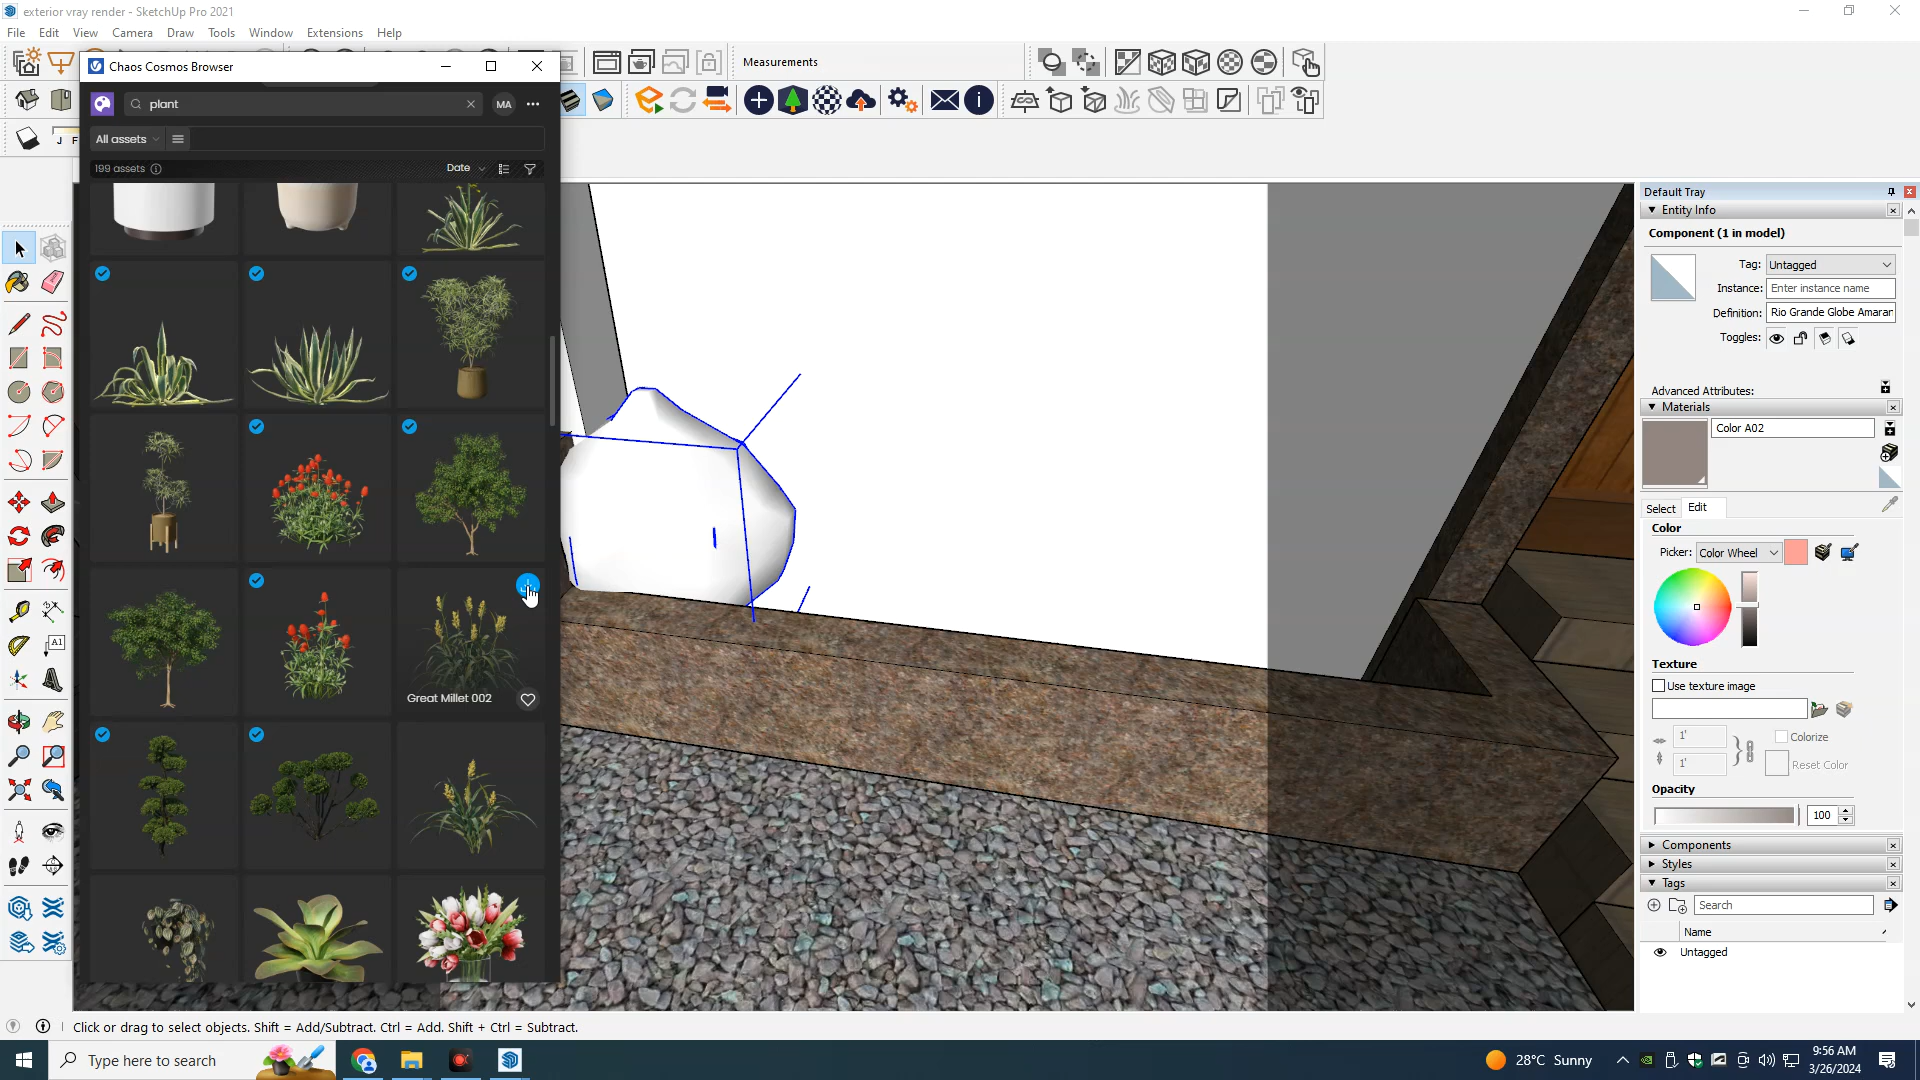 exterior vray render - SketchUp Pro 2021
File Edit View Camera Draw Tools Window Extensions Help
Chaos Cosmos Browser
Measurements
plant
MA
J F
All assets
199 assets
Date
Great Millet 002
A1
Default Tray
Entity Info
Component (1 in model)
Tag: Untagged
Instance: Enter instance name
Definition: Rio Grande Globe Amaran
Toggles:
Advanced Attributes:
Materials
Color A02
Select Edit
Color
Picker: Color Wheel
Texture
Use texture image
1'
Colorize
1'
Reset Color
Opacity
100
Components
Styles
Tags
Search
Name
Untagged
Click or drag to select objects. Shift = Add/Subtract. Ctrl = Add. Shift + Ctrl = Subtract.
Type here to search
28°C Sunny
9:56 AM
3/26/2024